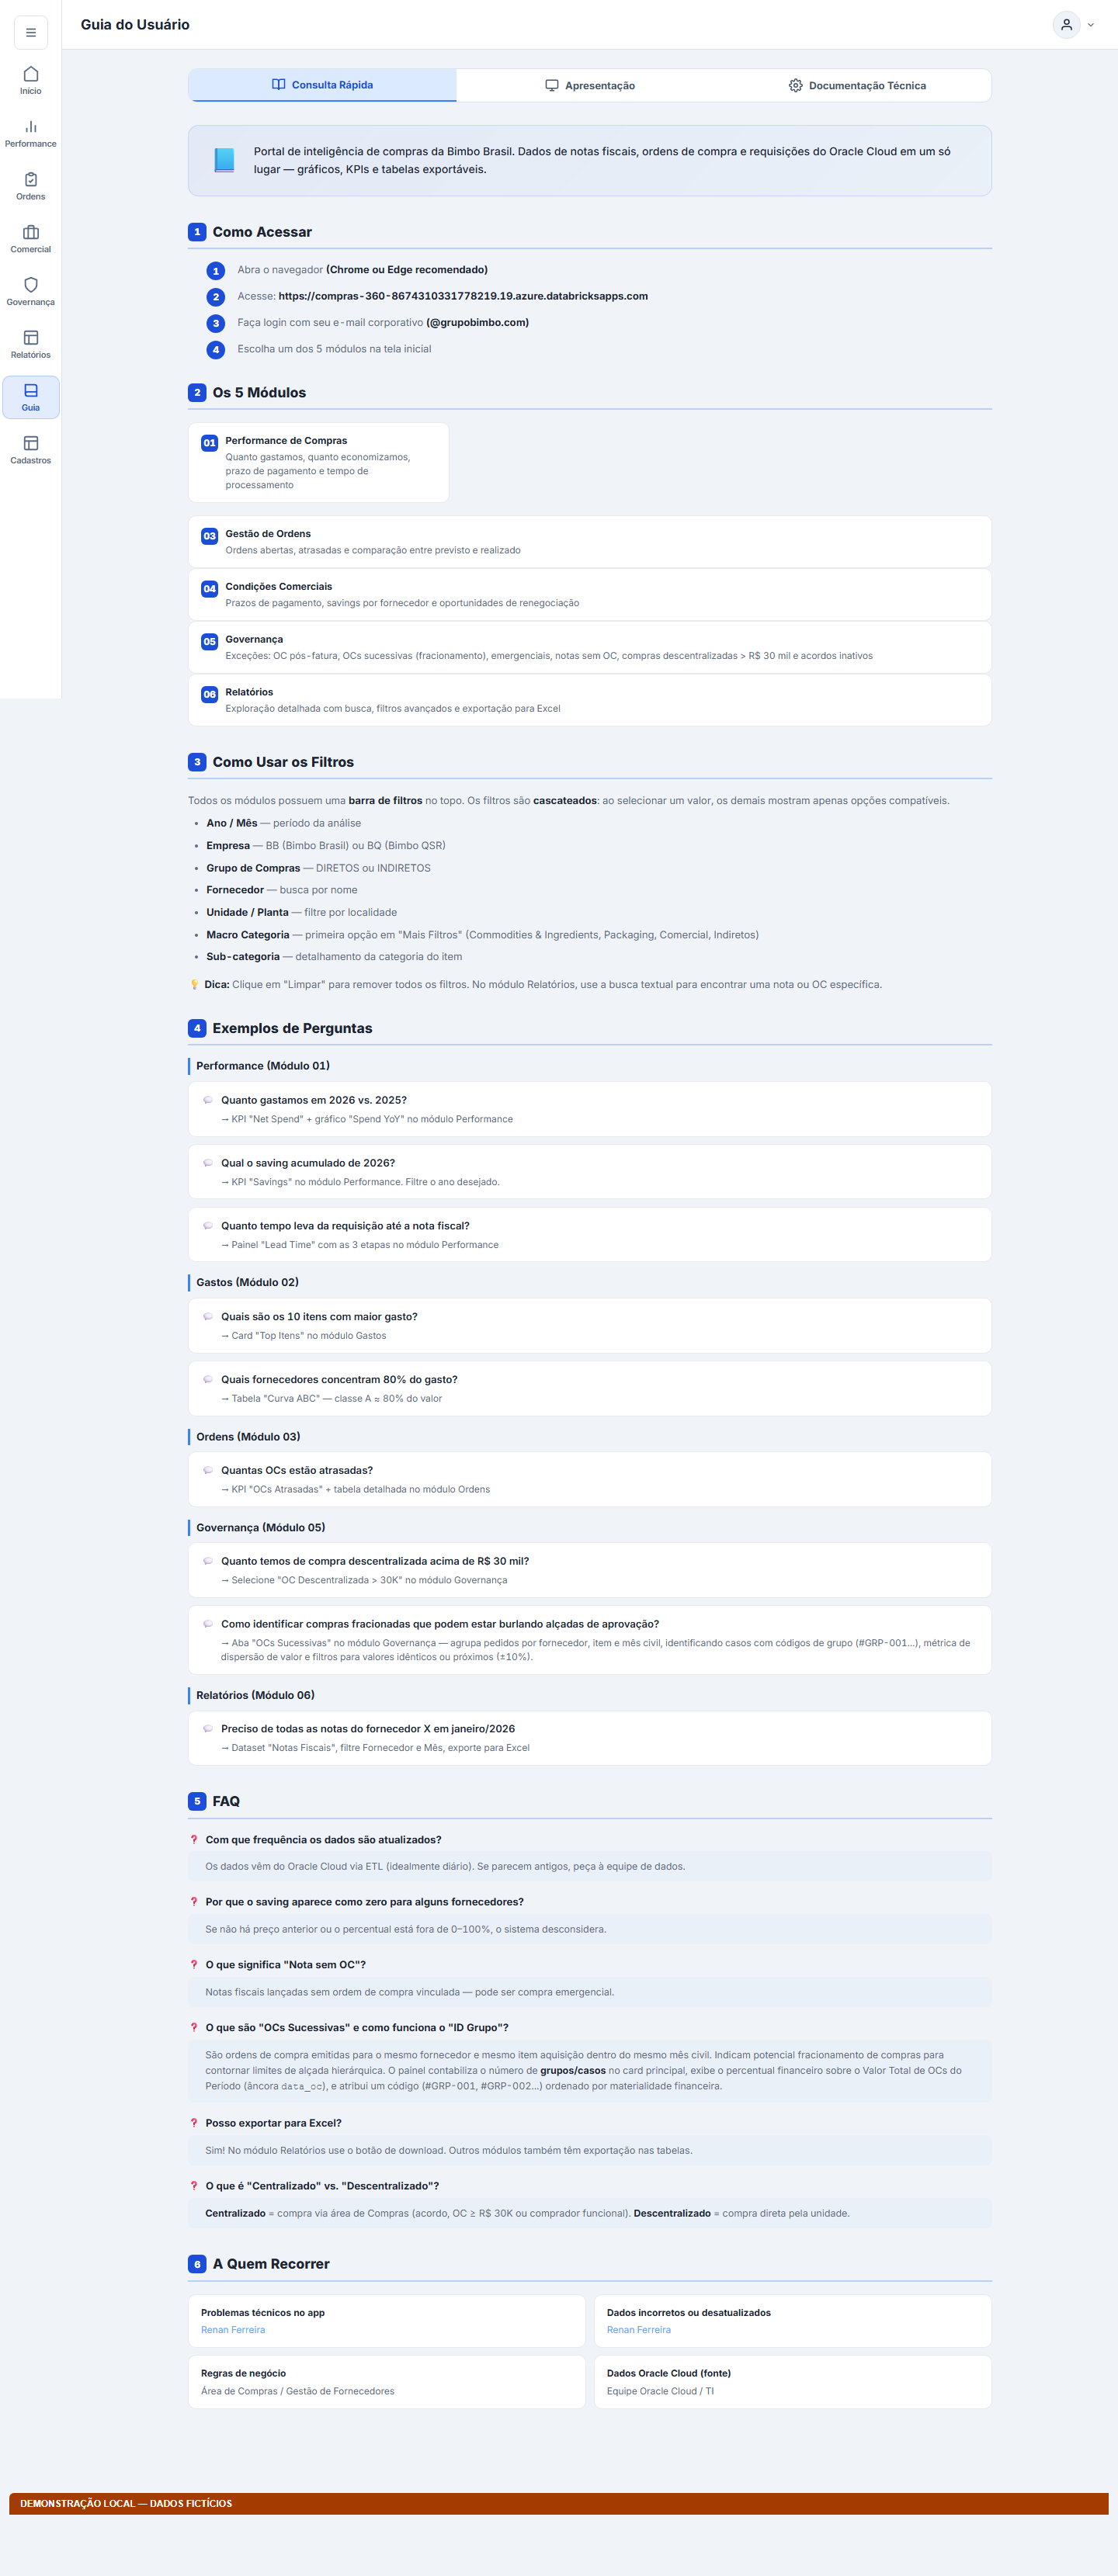 Guia do Usuário
Início
Performance
Ordens
Comercial
Governança
Relatórios
Guia
Cadastros
Consulta Rápida
Apresentação
Documentação Técnica
Portal de inteligência de compras da Bimbo Brasil. Dados de notas fiscais, ordens de compra e requisições do Oracle Cloud em um só
lugar — gráficos, KPIs e tabelas exportáveis.
1 Como Acessar
1 Abra o navegador (Chrome ou Edge recomendado)
2 Acesse: https://compras-360-8674310331778219.19.azure.databricksapps.com
3 Faça login com seu e-mail corporativo (@grupobimbo.com)
4 Escolha um dos 5 módulos na tela inicial
2 Os 5 Módulos
01 Performance de Compras
Quanto gastamos, quanto economizamos,
prazo de pagamento e tempo de
processamento
03 Gestão de Ordens
Ordens abertas, atrasadas e comparação entre previsto e realizado
04 Condições Comerciais
Prazos de pagamento, savings por fornecedor e oportunidades de renegociação
05 Governança
Exceções: OC pós-fatura, OCs sucessivas (fracionamento), emergenciais, notas sem OC, compras descentralizadas > R$ 30 mil e acordos inativos
06 Relatórios
Exploração detalhada com busca, filtros avançados e exportação para Excel
3 Como Usar os Filtros
Todos os módulos possuem uma barra de filtros no topo. Os filtros são cascateados: ao selecionar um valor, os demais mostram apenas opções compatíveis.
• Ano / Mês — período da análise
• Empresa — BB (Bimbo Brasil) ou BQ (Bimbo QSR)
• Grupo de Compras — DIRETOS ou INDIRETOS
• Fornecedor — busca por nome
• Unidade / Planta — filtre por localidade
• Macro Categoria — primeira opção em "Mais Filtros" (Commodities & Ingredients, Packaging, Comercial, Indiretos)
• Sub-categoria — detalhamento da categoria do item
💡 Dica: Clique em "Limpar" para remover todos os filtros. No módulo Relatórios, use a busca textual para encontrar uma nota ou OC específica.
4 Exemplos de Perguntas
Performance (Módulo 01)
Quanto gastamos em 2026 vs. 2025?
→ KPI "Net Spend" + gráfico "Spend YoY" no módulo Performance
Qual o saving acumulado de 2026?
→ KPI "Savings" no módulo Performance. Filtre o ano desejado.
Quanto tempo leva da requisição até a nota fiscal?
→ Painel "Lead Time" com as 3 etapas no módulo Performance
Gastos (Módulo 02)
Quais são os 10 itens com maior gasto?
→ Card "Top Itens" no módulo Gastos
Quais fornecedores concentram 80% do gasto?
→ Tabela "Curva ABC" — classe A ≈ 80% do valor
Ordens (Módulo 03)
Quantas OCs estão atrasadas?
→ KPI "OCs Atrasadas" + tabela detalhada no módulo Ordens
Governança (Módulo 05)
Quanto temos de compra descentralizada acima de R$ 30 mil?
→ Selecione "OC Descentralizada > 30K" no módulo Governança
Como identificar compras fracionadas que podem estar burlando alçadas de aprovação?
→ Aba "OCs Sucessivas" no módulo Governança — agrupa pedidos por fornecedor, item e mês civil, identificando casos com códigos de grupo (#GRP-001...), métrica de
dispersão de valor e filtros para valores idênticos ou próximos (±10%).
Relatórios (Módulo 06)
Preciso de todas as notas do fornecedor X em janeiro/2026
→ Dataset "Notas Fiscais", filtre Fornecedor e Mês, exporte para Excel
5 FAQ
❓ Com que frequência os dados são atualizados?
Os dados vêm do Oracle Cloud via ETL (idealmente diário). Se parecem antigos, peça à equipe de dados.
❓ Por que o saving aparece como zero para alguns fornecedores?
Se não há preço anterior ou o percentual está fora de 0–100%, o sistema desconsidera.
❓ O que significa "Nota sem OC"?
Notas fiscais lançadas sem ordem de compra vinculada — pode ser compra emergencial.
❓ O que são "OCs Sucessivas" e como funciona o "ID Grupo"?
São ordens de compra emitidas para o mesmo fornecedor e mesmo item aquisição dentro do mesmo mês civil. Indicam potencial fracionamento de compras para
contornar limites de alçada hierárquica. O painel contabiliza o número de grupos/casos no card principal, exibe o percentual financeiro sobre o Valor Total de OCs do
Período (âncora data_oc), e atribui um código (#GRP-001, #GRP-002...) ordenado por materialidade financeira.
❓ Posso exportar para Excel?
Sim! No módulo Relatórios use o botão de download. Outros módulos também têm exportação nas tabelas.
❓ O que é "Centralizado" vs. "Descentralizado"?
Centralizado = compra via área de Compras (acordo, OC ≥ R$ 30K ou comprador funcional). Descentralizado = compra direta pela unidade.
6 A Quem Recorrer
Problemas técnicos no app
Renan Ferreira
Dados incorretos ou desatualizados
Renan Ferreira
Regras de negócio
Área de Compras / Gestão de Fornecedores
Dados Oracle Cloud (fonte)
Equipe Oracle Cloud / TI
DEMONSTRAÇÃO LOCAL — DADOS FICTÍCIOS